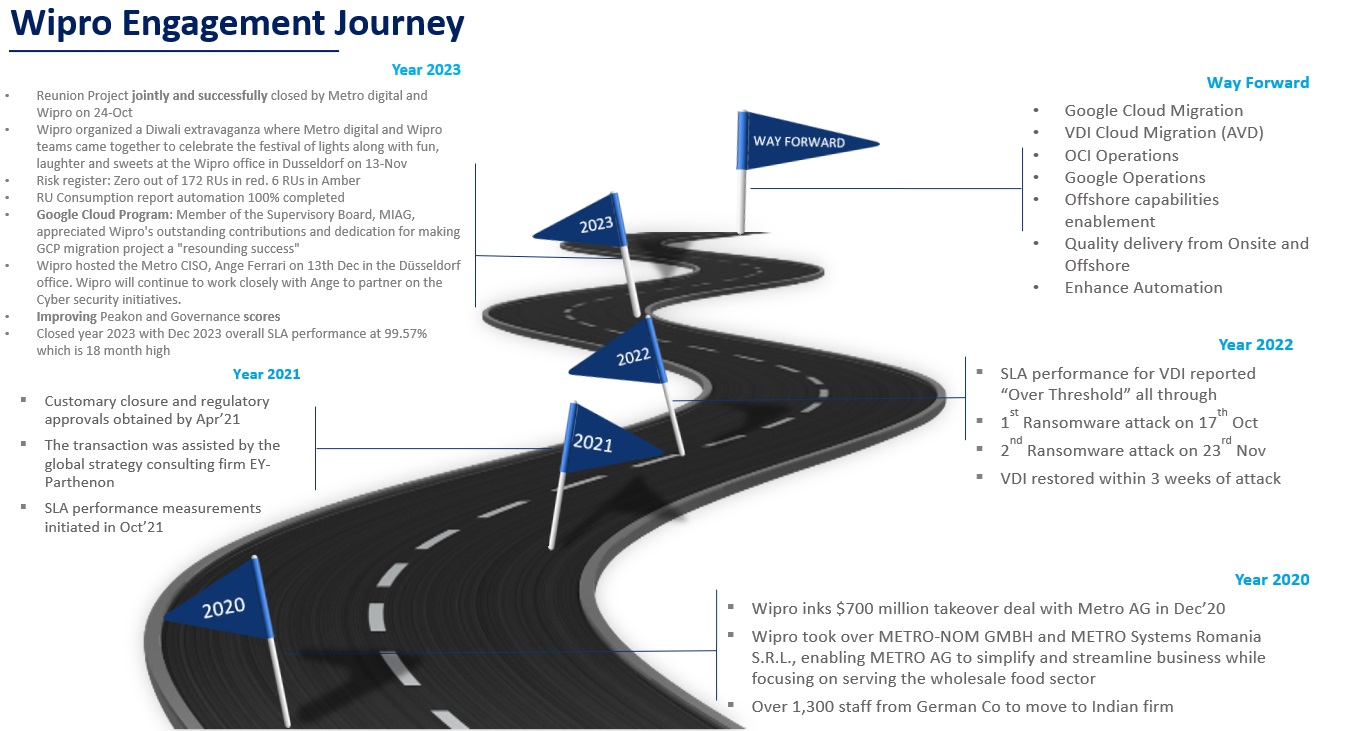 Wipro Engagement Journey
Year 2023
• Reunion Project jointly and successfully closed by Metro digital and
Wipro on 24-Oct
• Wipro organized a Diwali extravaganza where Metro digital and Wipro
teams came together to celebrate the festival of lights along with fun,
laughter and sweets at the Wipro office in Dusseldorf on 13-Nov
• Risk register: Zero out of 172 RUs in red. 6 RUs in Amber
• RU Consumption report automation 100% completed
• Google Cloud Program: Member of the Supervisory Board, MIAG,
appreciated Wipro's outstanding contributions and dedication for making
GCP migration project a "resounding success"
• Wipro hosted the Metro CISO, Ange Ferrari on 13th Dec in the Düsseldorf
office. Wipro will continue to work closely with Ange to partner on the
Cyber security initiatives.
• Improving Peakon and Governance scores
• Closed year 2023 with Dec 2023 overall SLA performance at 99.57%
which is 18 month high
Way Forward
• Google Cloud Migration
• VDI Cloud Migration (AVD)
• OCI Operations
• Google Operations
• Offshore capabilities
enablement
• Quality delivery from Onsite and
Offshore
• Enhance Automation
WAY FORWARD
2023
2022
2021
2020
Year 2021
▪ Customary closure and regulatory
approvals obtained by Apr'21
▪ The transaction was assisted by the
global strategy consulting firm EY-
Parthenon
▪ SLA performance measurements
initiated in Oct'21
Year 2022
▪ SLA performance for VDI reported
“Over Threshold” all through
▪ 1st Ransomware attack on 17th Oct
▪ 2nd Ransomware attack on 23rd Nov
▪ VDI restored within 3 weeks of attack
Year 2020
▪ Wipro inks $700 million takeover deal with Metro AG in Dec'20
▪ Wipro took over METRO-NOM GMBH and METRO Systems Romania
S.R.L., enabling METRO AG to simplify and streamline business while
focusing on serving the wholesale food sector
▪ Over 1,300 staff from German Co to move to Indian firm